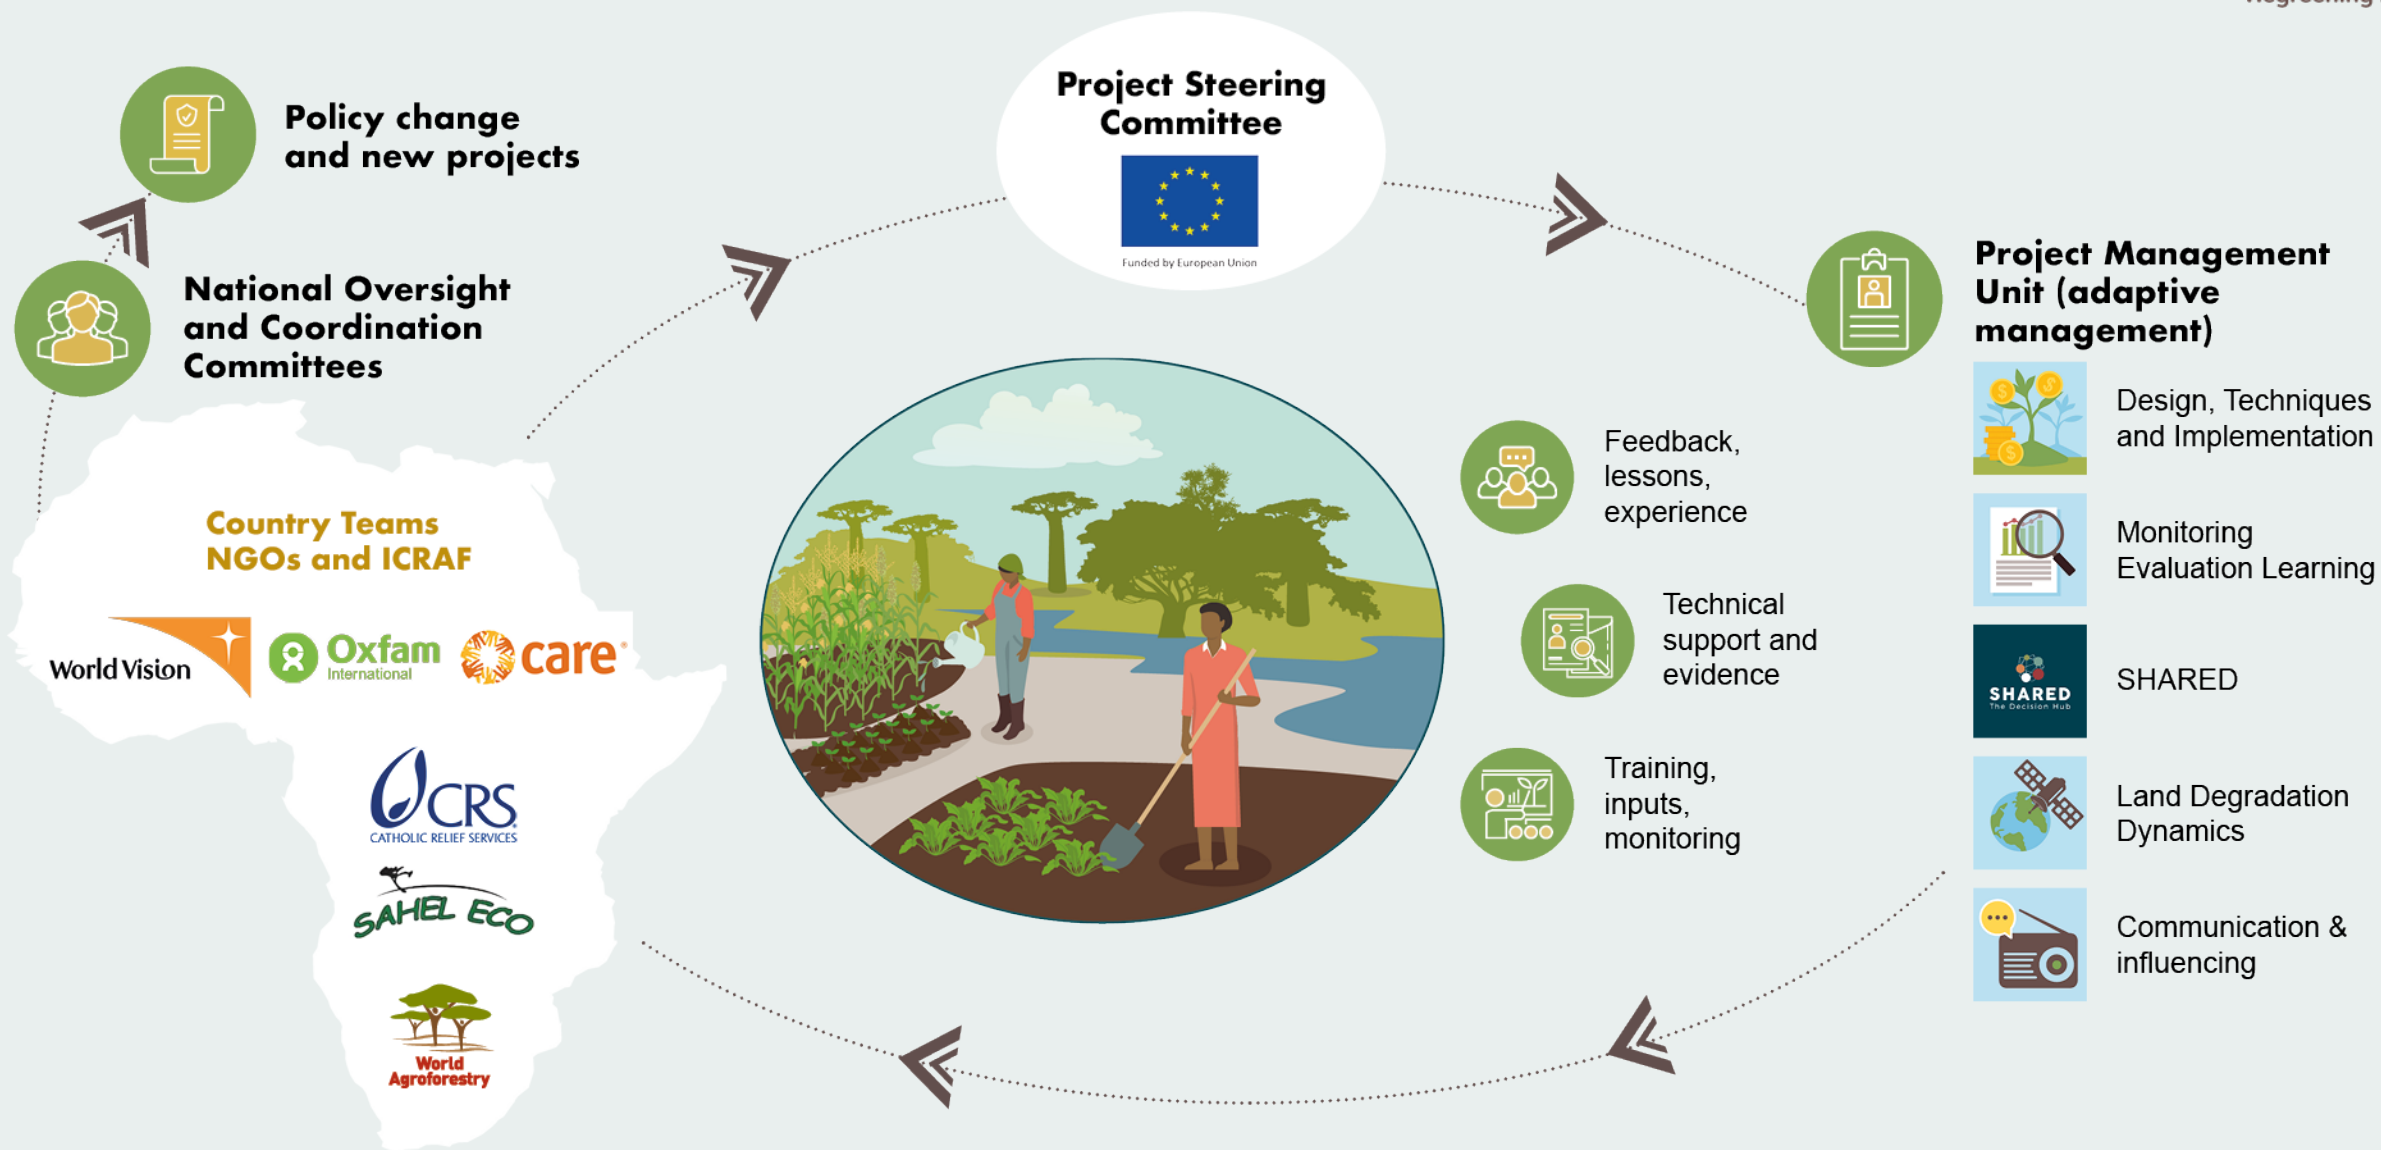 Policy change
and new projects
National Oversight
and Coordination
Committees
Country Teams
NGOs and ICRAF
World Vision
Oxfam
International
care
CRS
CATHOLIC RELIEF SERVICES
SAHEL ECO
World
Agroforestry
Project Steering
Committee
Funded by European Union
Feedback,
lessons,
experience
Technical
support and
evidence
Training,
inputs,
monitoring
Project Management
Unit (adaptive
management)
Design, Techniques
and Implementation
Monitoring
Evaluation Learning
SHARED
The Decision Hub
SHARED
Land Degradation
Dynamics
Communication &
influencing